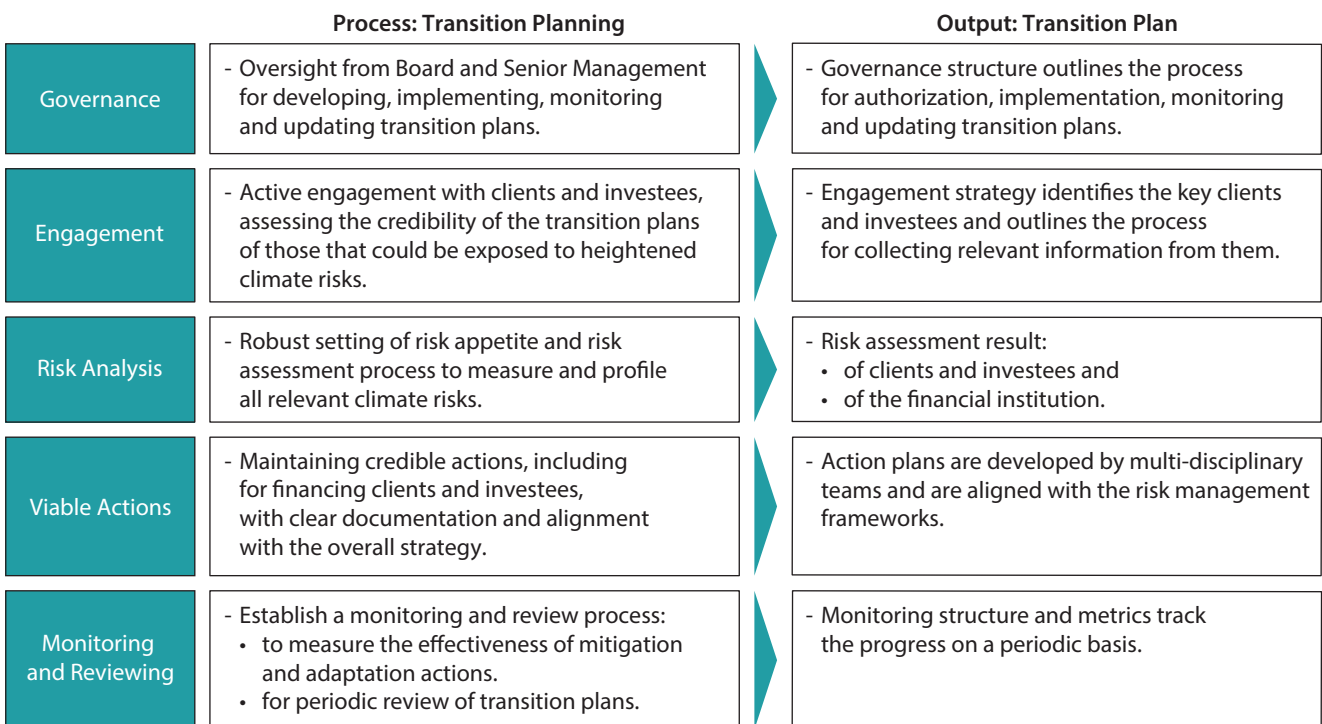 Process: Transition Planning
Output: Transition Plan
Governance
- Oversight from Board and Senior Management
for developing, implementing, monitoring
and updating transition plans.
- Governance structure outlines the process
for authorization, implementation, monitoring
and updating transition plans.
Engagement
- Active engagement with clients and investees,
assessing the credibility of the transition plans
of those that could be exposed to heightened
climate risks.
- Engagement strategy identifies the key clients
and investees and outlines the process
for collecting relevant information from them.
Risk Analysis
- Robust setting of risk appetite and risk
assessment process to measure and profile
all relevant climate risks.
- Risk assessment result:
• of clients and investees and
• of the financial institution.
Viable Actions
- Maintaining credible actions, including
for financing clients and investees,
with clear documentation and alignment
with the overall strategy.
- Action plans are developed by multi-disciplinary
teams and are aligned with the risk management
frameworks.
Monitoring
and Reviewing
- Establish a monitoring and review process:
• to measure the effectiveness of mitigation
and adaptation actions.
• for periodic review of transition plans.
- Monitoring structure and metrics track
the progress on a periodic basis.